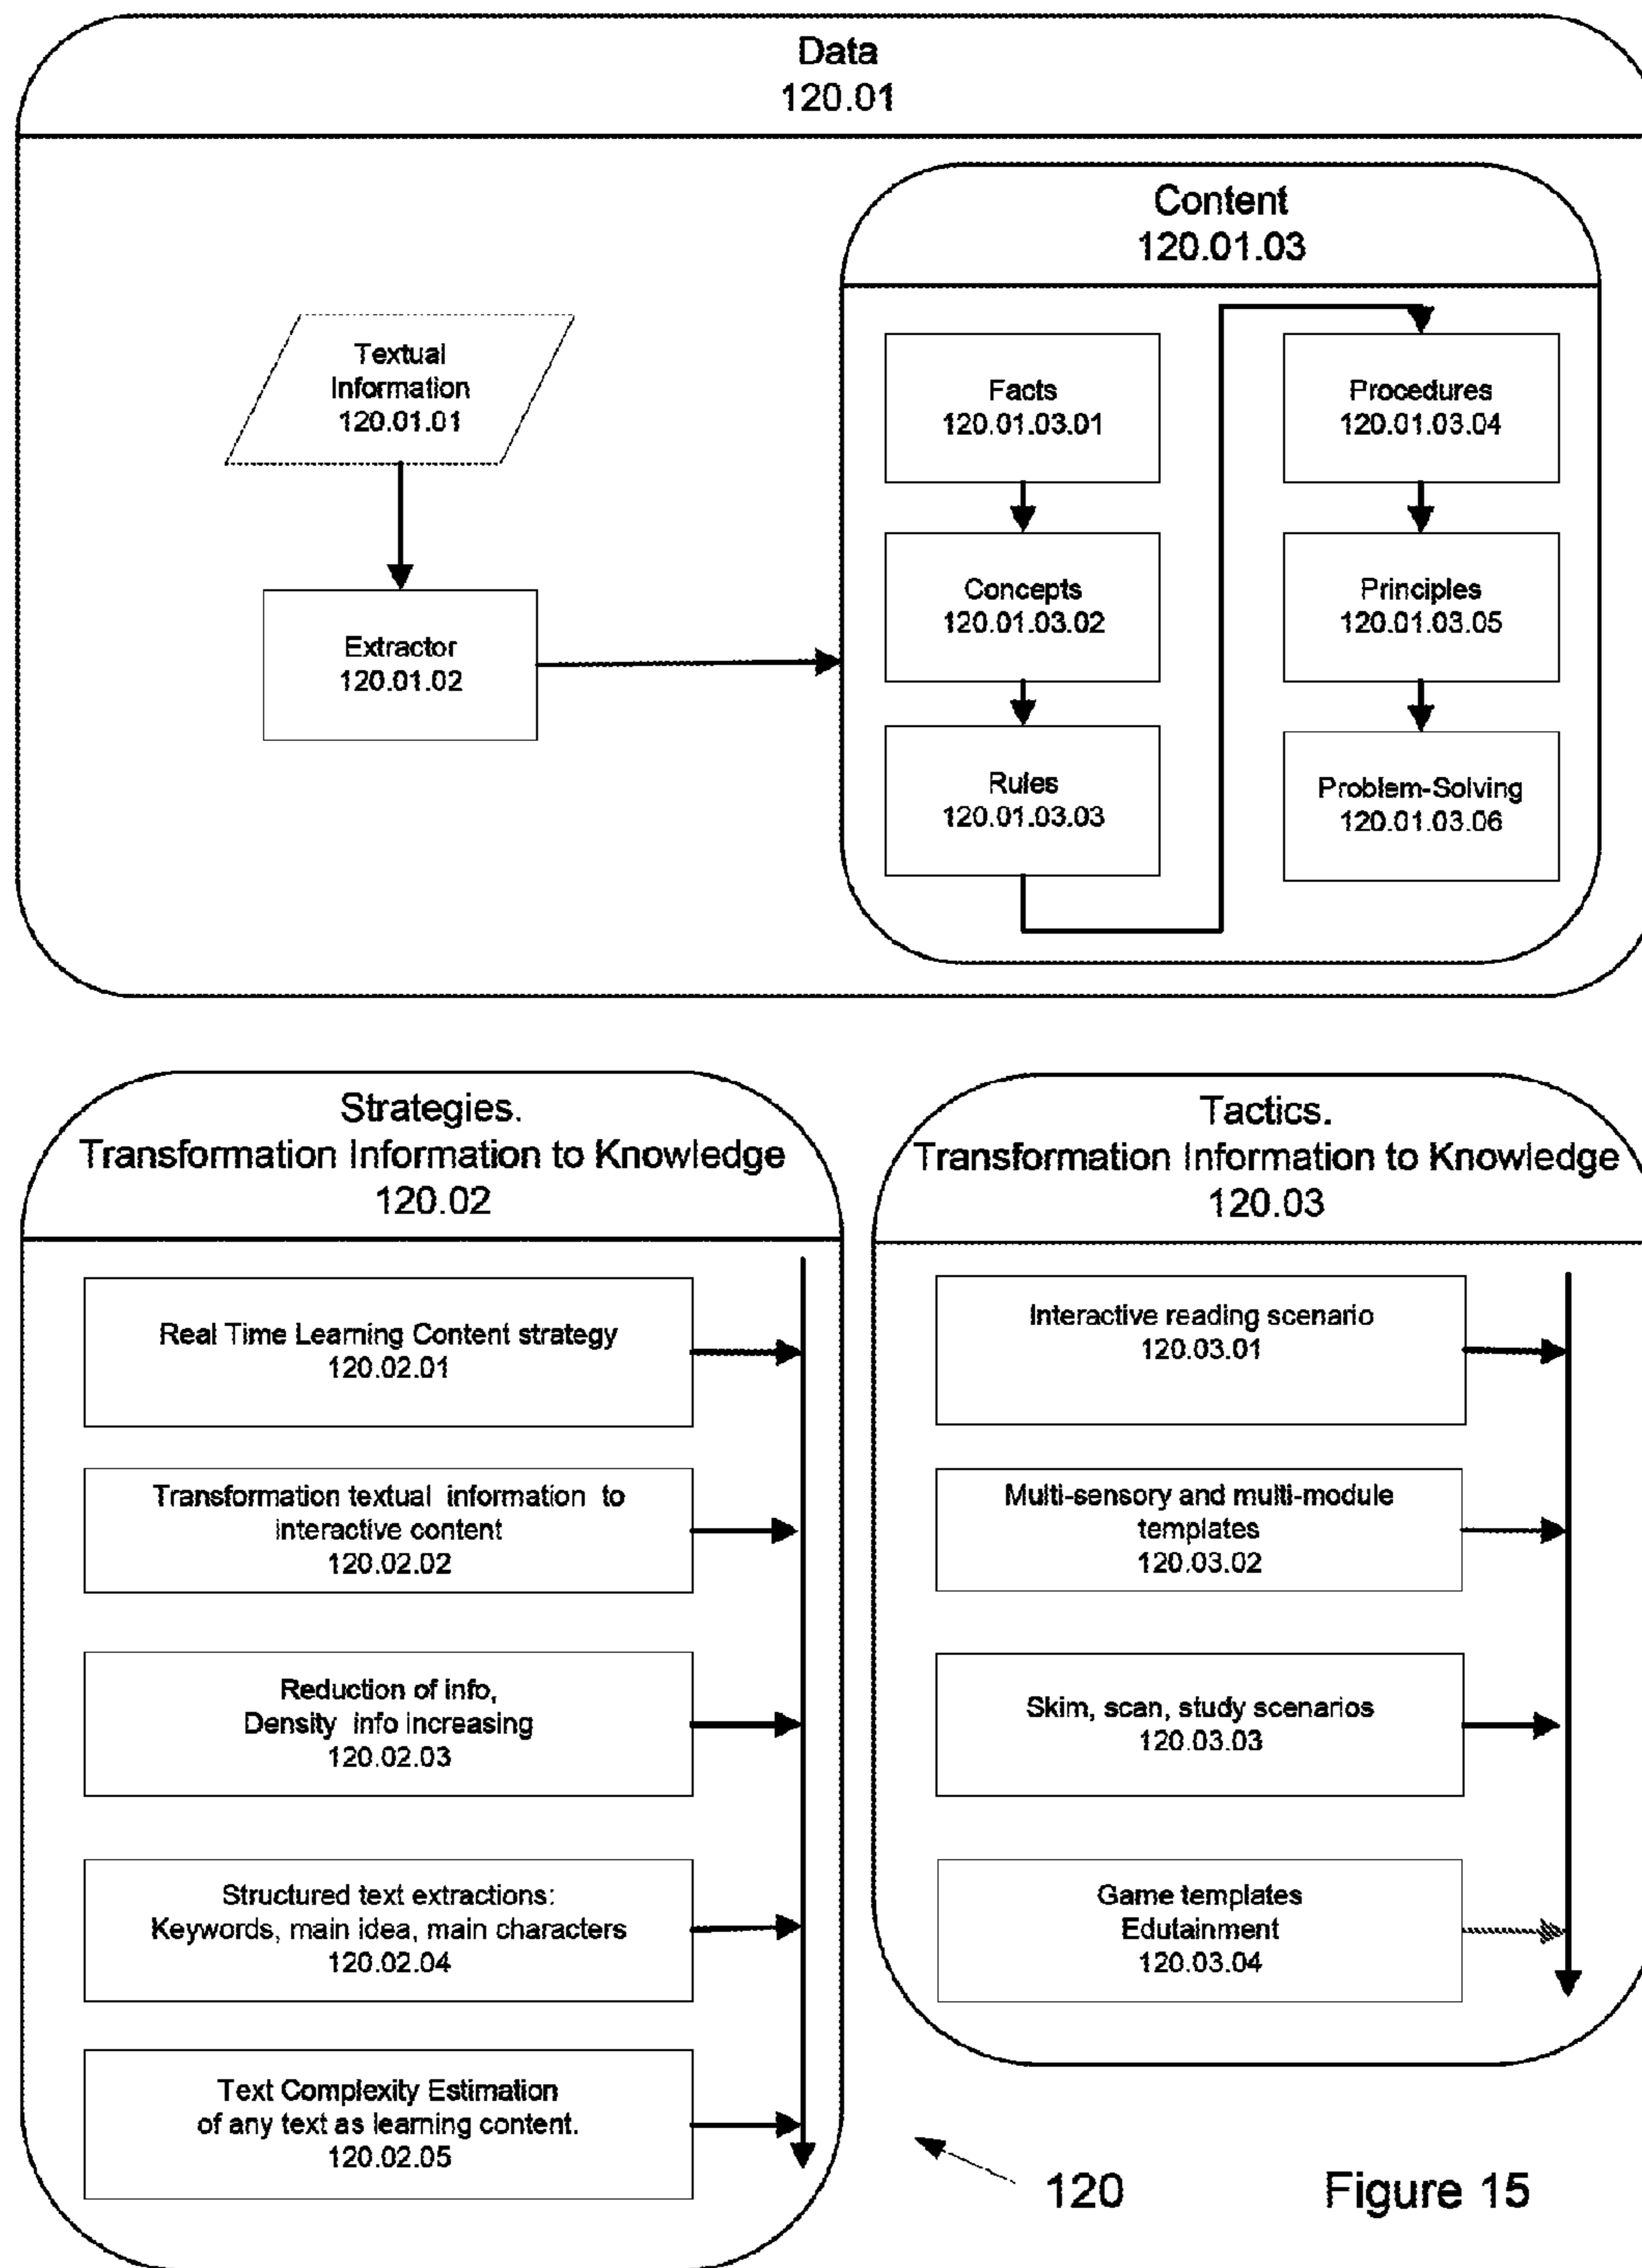 Data
120.01
Content
120.01.03
Textual
Information
120.01.01
Extractor
120.01.02
Facts
120.01.03.01
Concepts
120.01.03.02
Rules
120.01.03.03
Procedures
120.01.03.04
Principles
120.01.03.05
Problem-Solving
120.01.03.06
Strategies.
Transformation Information to Knowledge
120.02
Real Time Learning Content strategy
120.02.01
Transformation textual information to
interactive content
120.02.02
Reduction of info,
Density info increasing
120.02.03
Structured text extractions:
Keywords, main idea, main characters
120.02.04
Text Complexity Estimation
of any text as learning content.
120.02.05
Tactics.
Transformation Information to Knowledge
120.03
Interactive reading scenario
120.03.01
Multi-sensory and multi-module
templates
120.03.02
Skim, scan, study scenarios
120.03.03
Game templates
Edutainment
120.03.04
120
Figure 15